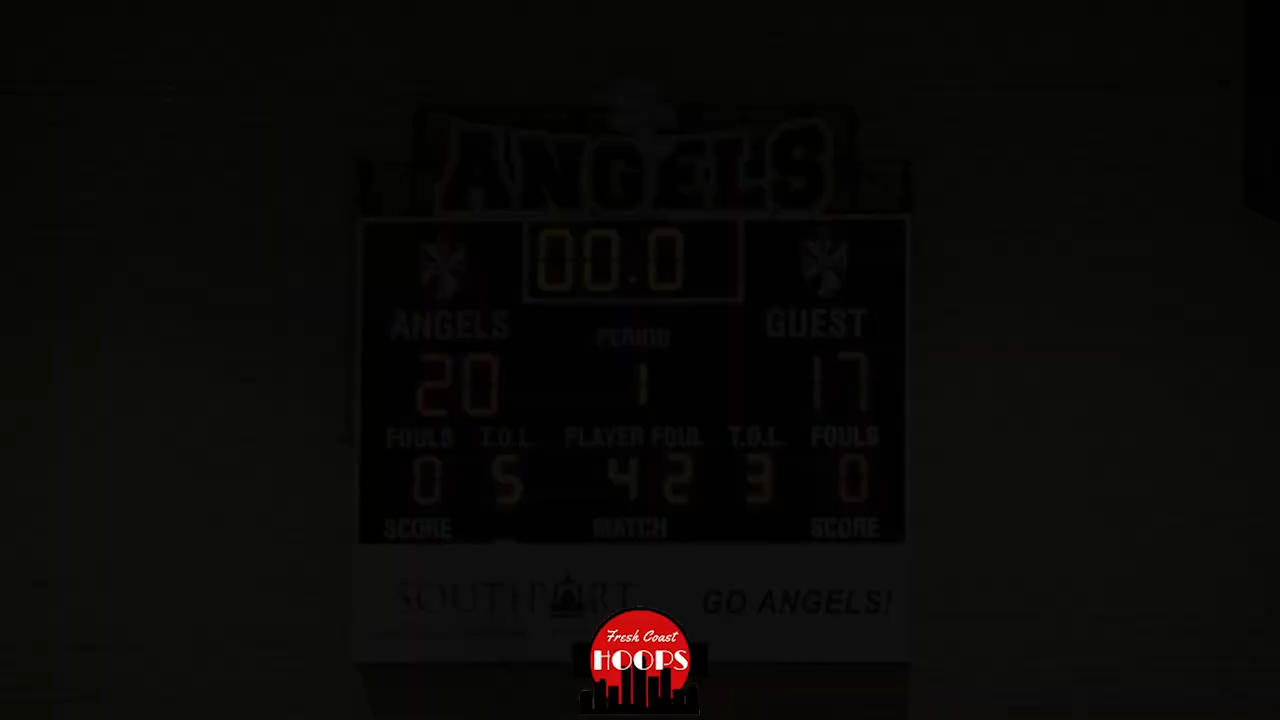 ANGELS
00.0
ANGELS PERIOD GUEST
20 1 17
FOULS T.O.L. PLAYER FOUL T.O.L. FOULS
0 5 4 2 3 0
SCORE MATCH SCORE
SOUTHPORT GO ANGELS!
Fresh Coast
HOOPS